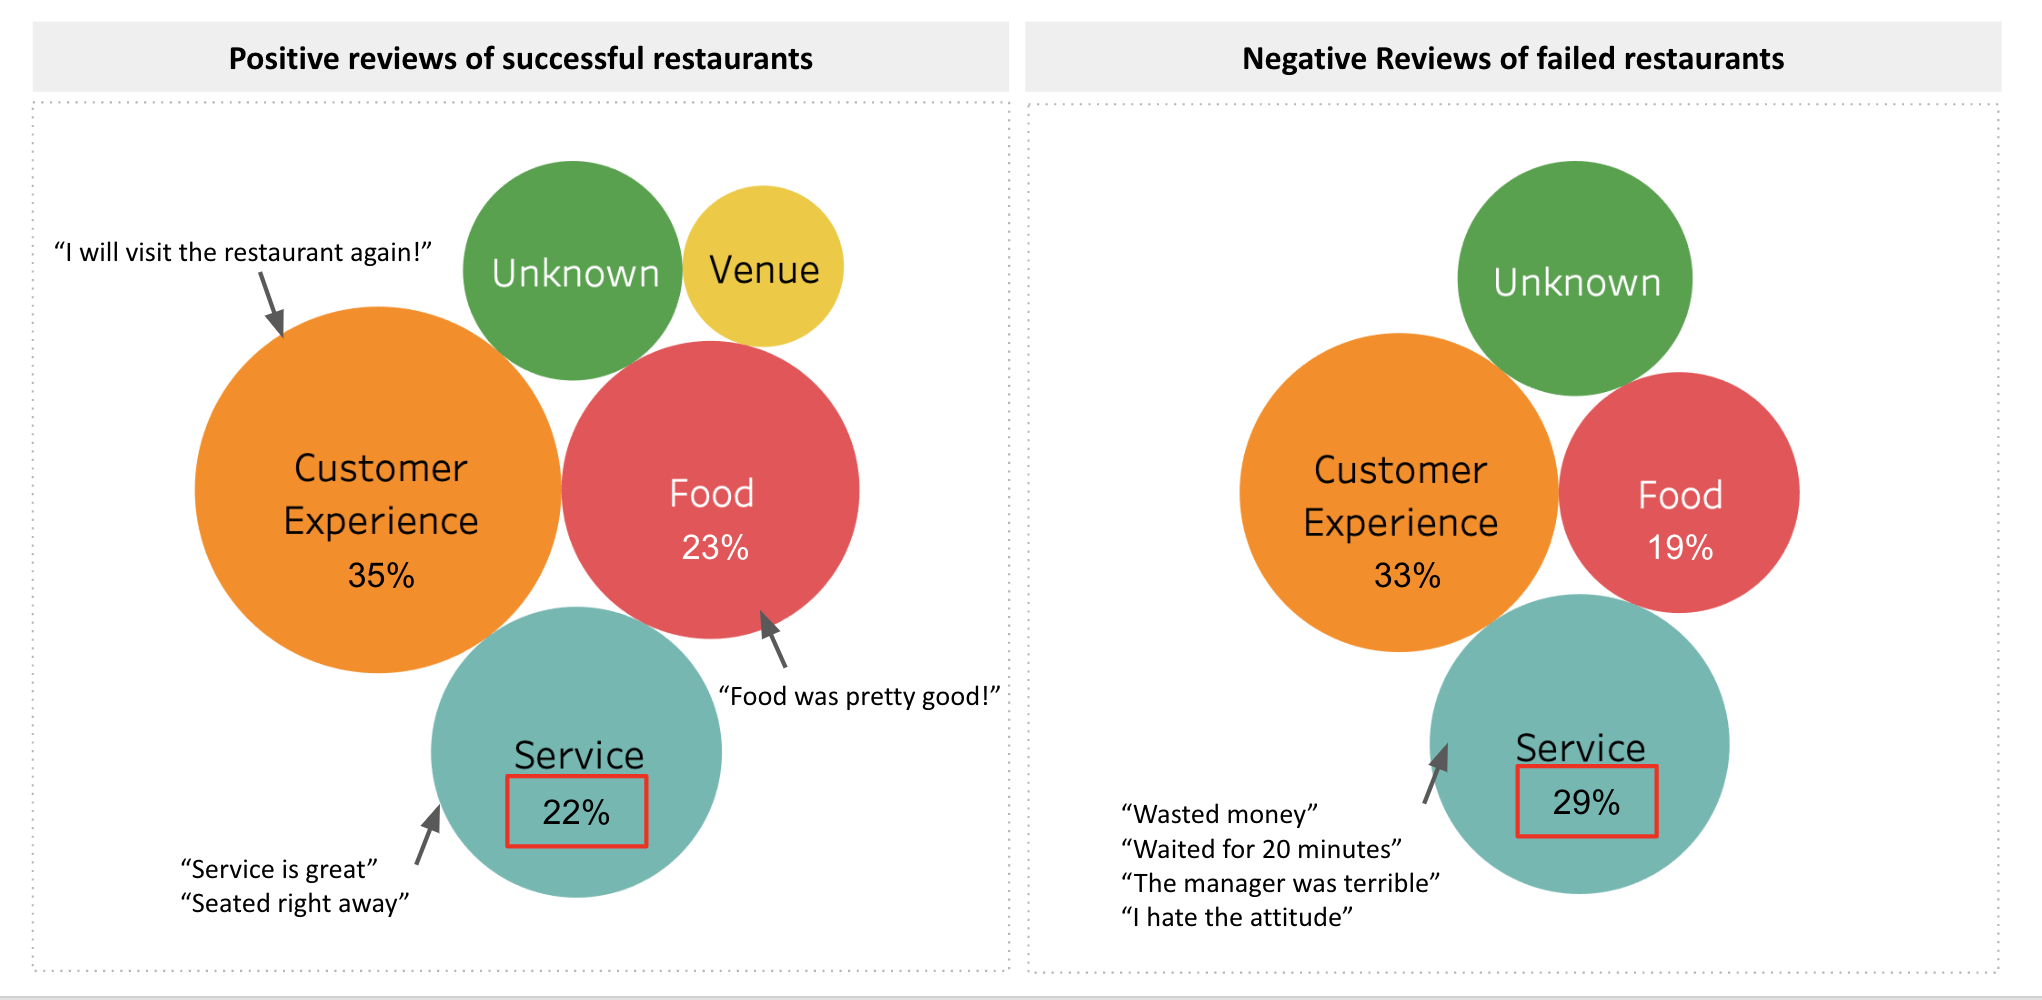 Positive reviews of successful restaurants
“I will visit the restaurant again!”
Unknown
Venue
Customer
Experience
35%
Food
23%
“Food was pretty good!”
Service
22%
“Service is great”
“Seated right away”
Negative Reviews of failed restaurants
Unknown
Customer
Experience
33%
Food
19%
Service
29%
“Wasted money”
“Waited for 20 minutes”
“The manager was terrible”
“I hate the attitude”